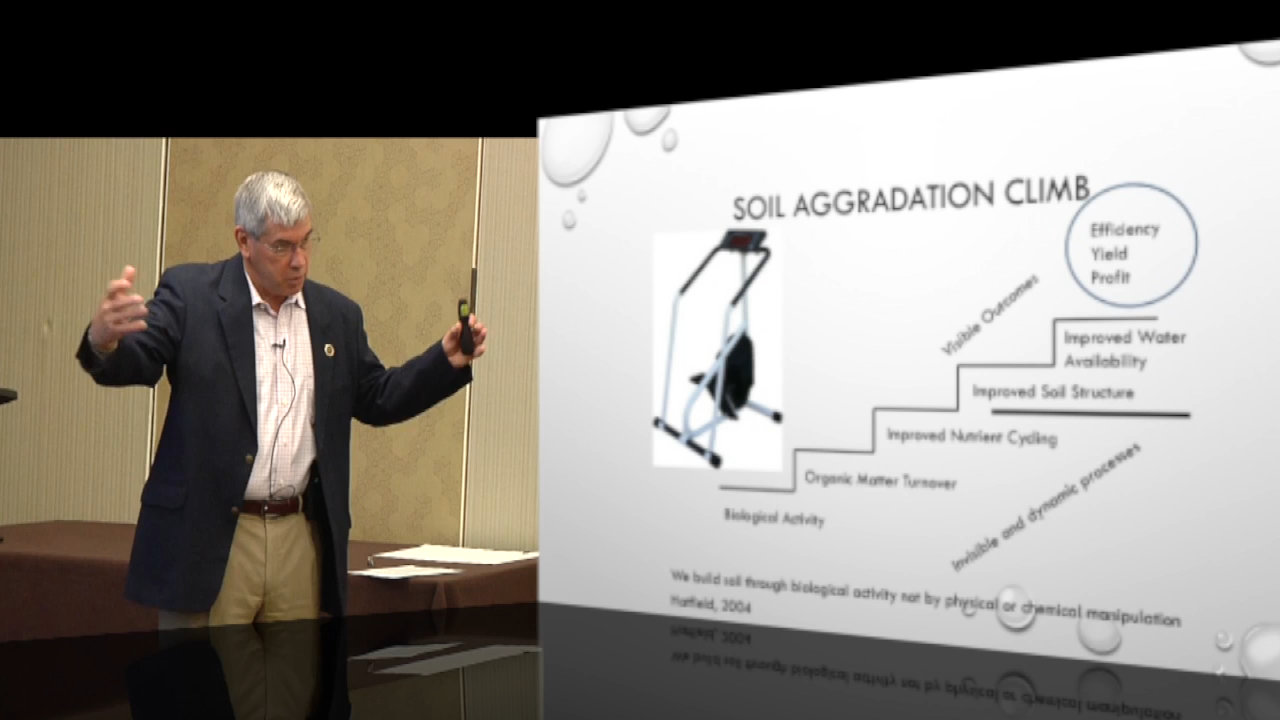 SOIL AGGRADATION CLIMB
Efficiency
Yield
Profit
Visible Outcomes
Improved Water
Availability
Improved Soil Structure
Improved Nutrient Cycling
Organic Matter Turnover
Biological Activity
Invisible and dynamic processes
We build soil through biological activity not by physical or chemical manipulation
Hatfield, 2004